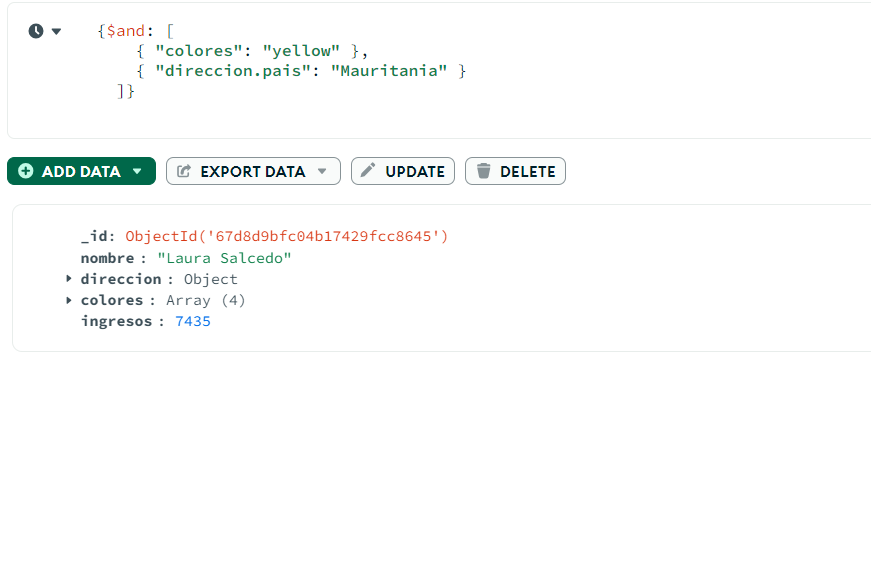 {$and: [
{ "colores": "yellow" },
{ "direccion.pais": "Mauritania" }
]}
ADD DATA
EXPORT DATA
UPDATE
DELETE
_id: ObjectId('67d8d9bfc04b17429fcc8645')
nombre : "Laura Salcedo"
direccion : Object
colores : Array (4)
ingresos : 7435